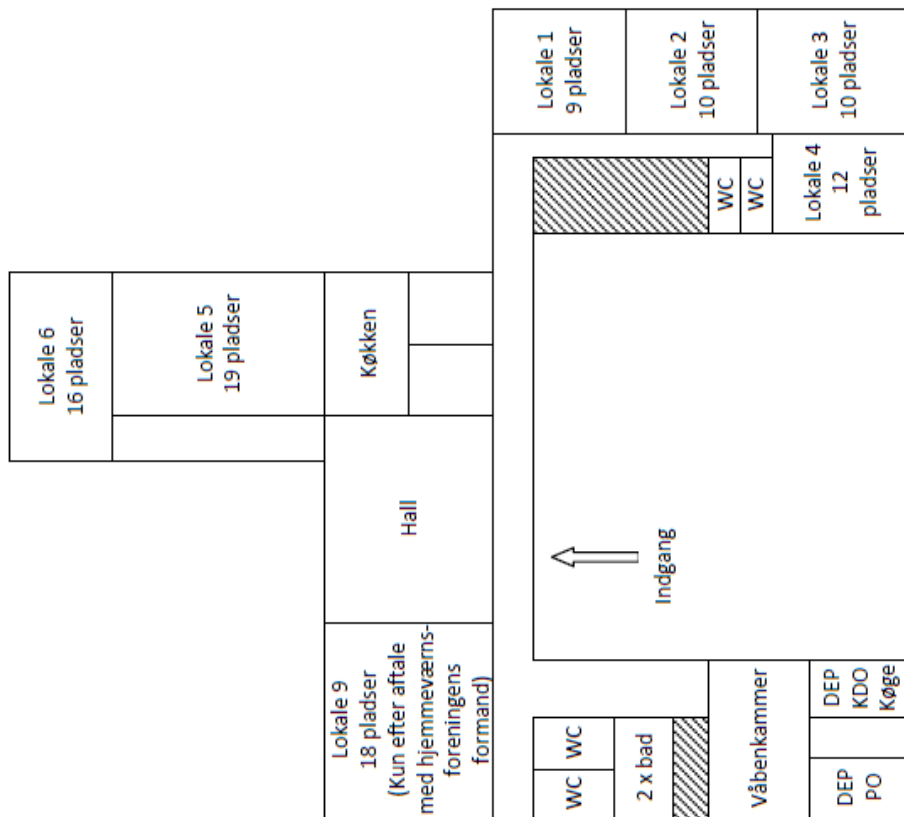 Lokale 6
16 pladser
Lokale 5
19 pladser
Køkken
Hall
Lokale 9
18 pladser
(Kun efter aftale
med hjemmeværns-
foreningens
formand)
Lokale 1
9 pladser
Lokale 2
10 pladser
Lokale 3
10 pladser
Lokale 4
12
pladser
WC
WC
Indgang
WC
WC
2 x bad
Våbenkammer
DEP
PO
DEP
KDO
Køge